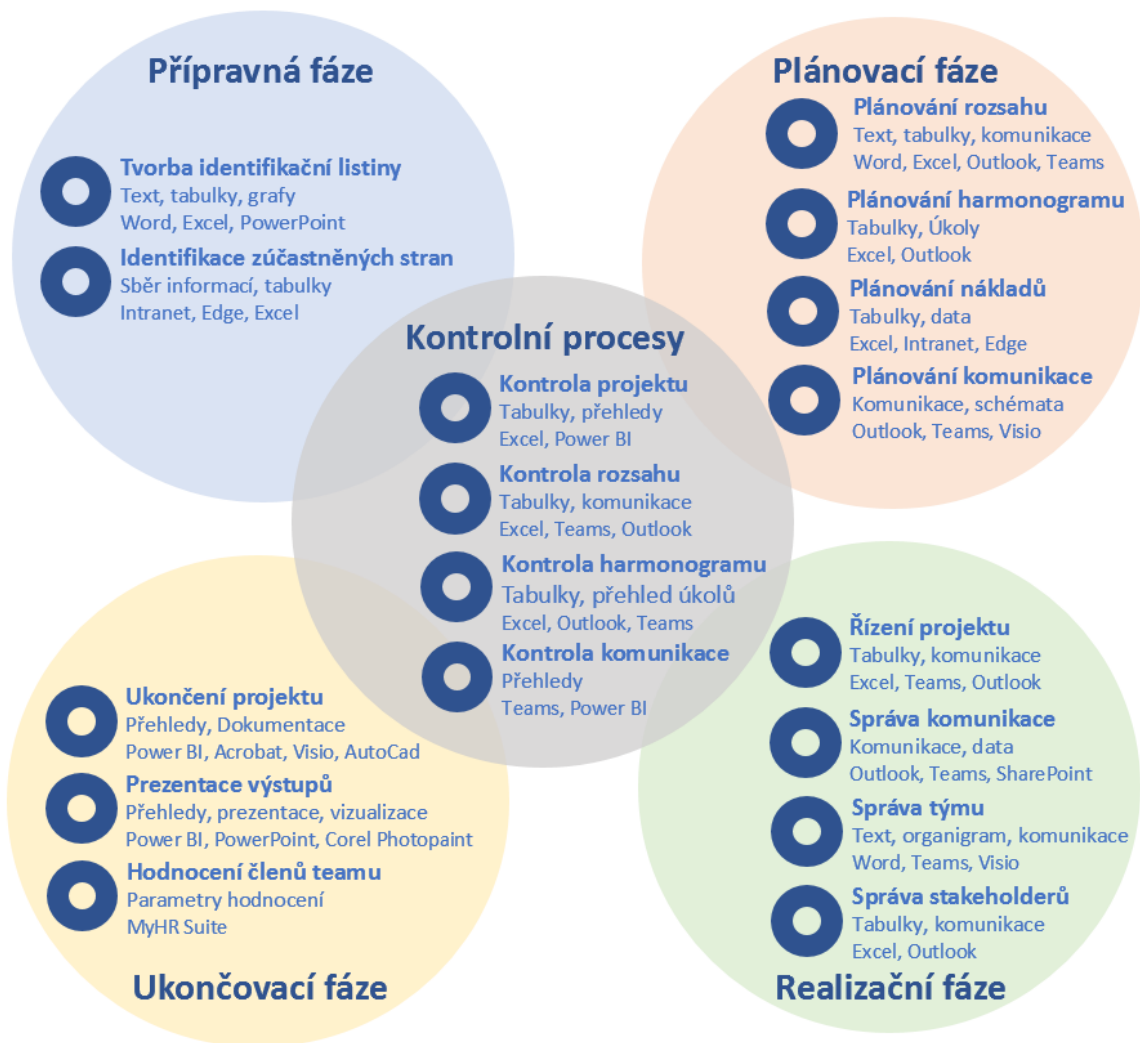 Přípravná fáze
Tvorba identifikační listiny
Text, tabulky, grafy
Word, Excel, PowerPoint
Identifikace zúčastněných stran
Sběr informací, tabulky
Intranet, Edge, Excel
Plánovací fáze
Plánování rozsahu
Text, tabulky, komunikace
Word, Excel, Outlook, Teams
Plánování harmonogramu
Tabulky, Úkoly
Excel, Outlook
Plánování nákladů
Tabulky, data
Excel, Intranet, Edge
Plánování komunikace
Komunikace, schémata
Outlook, Teams, Visio
Kontrolní procesy
Kontrola projektu
Tabulky, přehledy
Excel, Power BI
Kontrola rozsahu
Tabulky, komunikace
Excel, Teams, Outlook
Kontrola harmonogramu
Tabulky, přehled úkolů
Excel, Outlook, Teams
Kontrola komunikace
Přehledy
Teams, Power BI
Ukončení projektu
Přehledy, Dokumentace
Power BI, Acrobat, Visio, AutoCad
Prezentace výstupů
Přehledy, prezentace, vizualizace
Power BI, PowerPoint, Corel Photopaint
Hodnocení členů teamu
Parametry hodnocení
MyHR Suite
Ukončovací fáze
Řízení projektu
Tabulky, komunikace
Excel, Teams, Outlook
Správa komunikace
Komunikace, data
Outlook, Teams, SharePoint
Správa týmu
Text, organigram, komunikace
Word, Teams, Visio
Správa stakeholderů
Tabulky, komunikace
Excel, Outlook
Realizační fáze